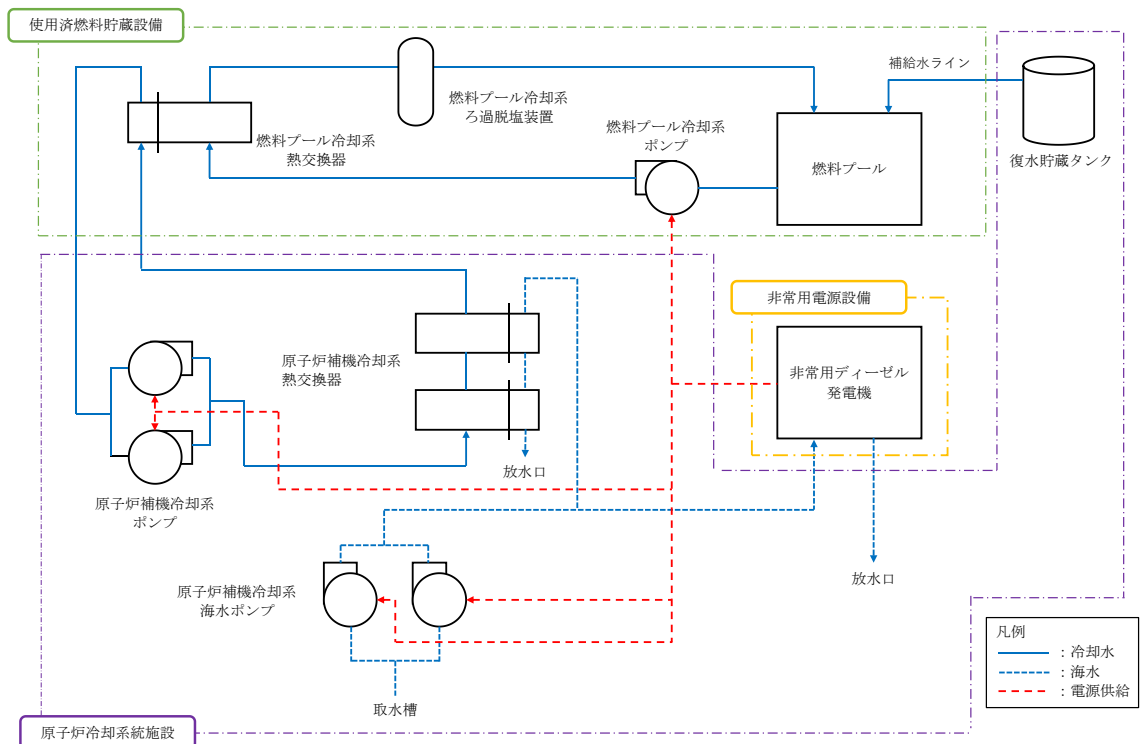 使用済燃料貯蔵設備
補給水ライン
燃料プール冷却系
ろ過脱塩装置
燃料プール冷却系
ポンプ
燃料プール冷却系
熱交換器
燃料プール
復水貯蔵タンク
非常用電源設備
原子炉補機冷却系
熱交換器
非常用ディーゼル
発電機
放水口
原子炉補機冷却系
ポンプ
放水口
原子炉補機冷却系
海水ポンプ
凡例
：冷却水
：海水
：電源供給
取水槽
原子炉冷却系統施設